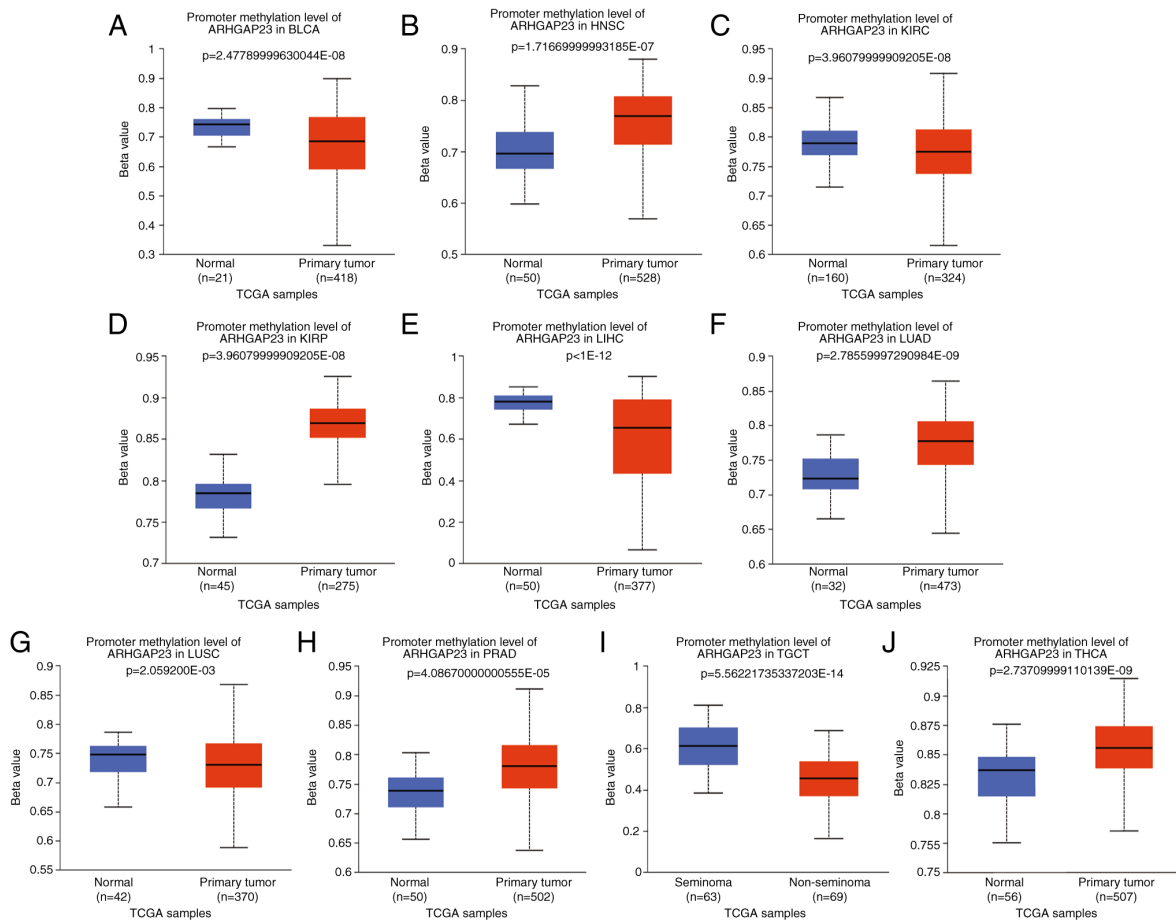 A
Promoter methylation level of
ARHGAP23 in BLCA
p=2.47789999630044E-08
Beta value
1
0.9
0.8
0.7
0.6
0.5
0.4
0.3
Normal
(n=21)
Primary tumor
(n=418)
TCGA samples
B
Promoter methylation level of
ARHGAP23 in HNSC
p=1.71669999993185E-07
Beta value
0.9
0.8
0.7
0.6
0.5
Normal
(n=50)
Primary tumor
(n=528)
TCGA samples
C
Promoter methylation level of
ARHGAP23 in KIRC
p=3.96079999909205E-08
Beta value
0.95
0.9
0.85
0.8
0.75
0.7
0.65
0.6
Normal
(n=160)
Primary tumor
(n=324)
TCGA samples
D
Promoter methylation level of
ARHGAP23 in KIRP
p=3.96079999909205E-08
Beta value
0.95
0.9
0.85
0.8
0.75
0.7
Normal
(n=45)
Primary tumor
(n=275)
TCGA samples
E
Promoter methylation level of
ARHGAP23 in LIHC
p<1E-12
Beta value
1
0.8
0.6
0.4
0.2
0
Normal
(n=50)
Primary tumor
(n=377)
TCGA samples
F
Promoter methylation level of
ARHGAP23 in LUAD
p=2.78559997290984E-09
Beta value
0.9
0.85
0.8
0.75
0.7
0.65
0.6
Normal
(n=32)
Primary tumor
(n=473)
TCGA samples
G
Promoter methylation level of
ARHGAP23 in LUSC
p=2.059200E-03
Beta value
0.9
0.85
0.8
0.75
0.7
0.65
0.6
0.55
Normal
(n=42)
Primary tumor
(n=370)
TCGA samples
H
Promoter methylation level of
ARHGAP23 in PRAD
p=4.08670000000555E-05
Beta value
0.95
0.9
0.85
0.8
0.75
0.7
0.65
0.6
Normal
(n=50)
Primary tumor
(n=502)
TCGA samples
I
Promoter methylation level of
ARHGAP23 in TGCT
p=5.56221735337203E-14
Beta value
1
0.8
0.6
0.4
0.2
0
Seminoma
(n=63)
Non-seminoma
(n=69)
TCGA samples
J
Promoter methylation level of
ARHGAP23 in THCA
p=2.73709999110139E-09
Beta value
0.925
0.9
0.875
0.85
0.825
0.8
0.755
Normal
(n=56)
Primary tumor
(n=507)
TCGA samples